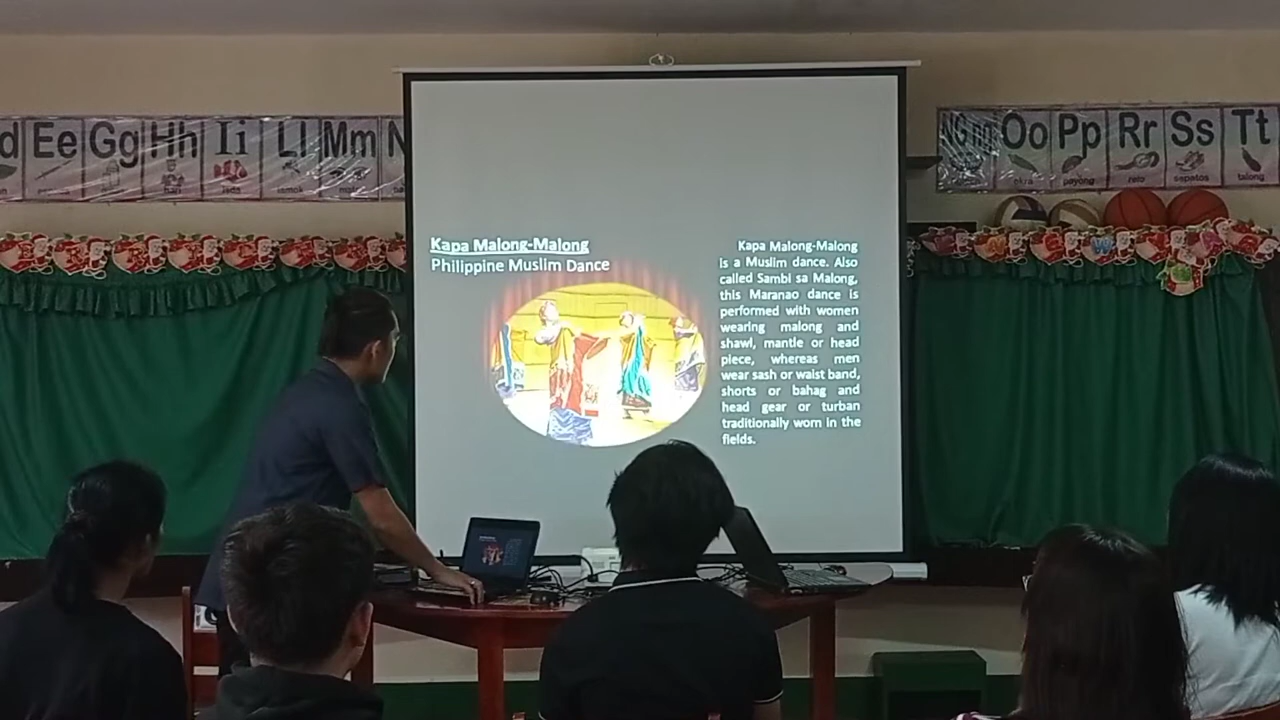 d Ee Gg Hh Ii Ll Mm N
NG ng Oo Pp Rr Ss Tt
payong relo sapatos talong
Kapa Malong-Malong
Philippine Muslim Dance
Kapa Malong-Malong
is a Muslim dance. Also
called Sambi sa Malong,
this Maranao dance is
performed with women
wearing malong and
shawl, mantle or head
piece, whereas men
wear sash or waist band,
shorts or bahag and
head gear or turban
traditionally worn in the
fields.